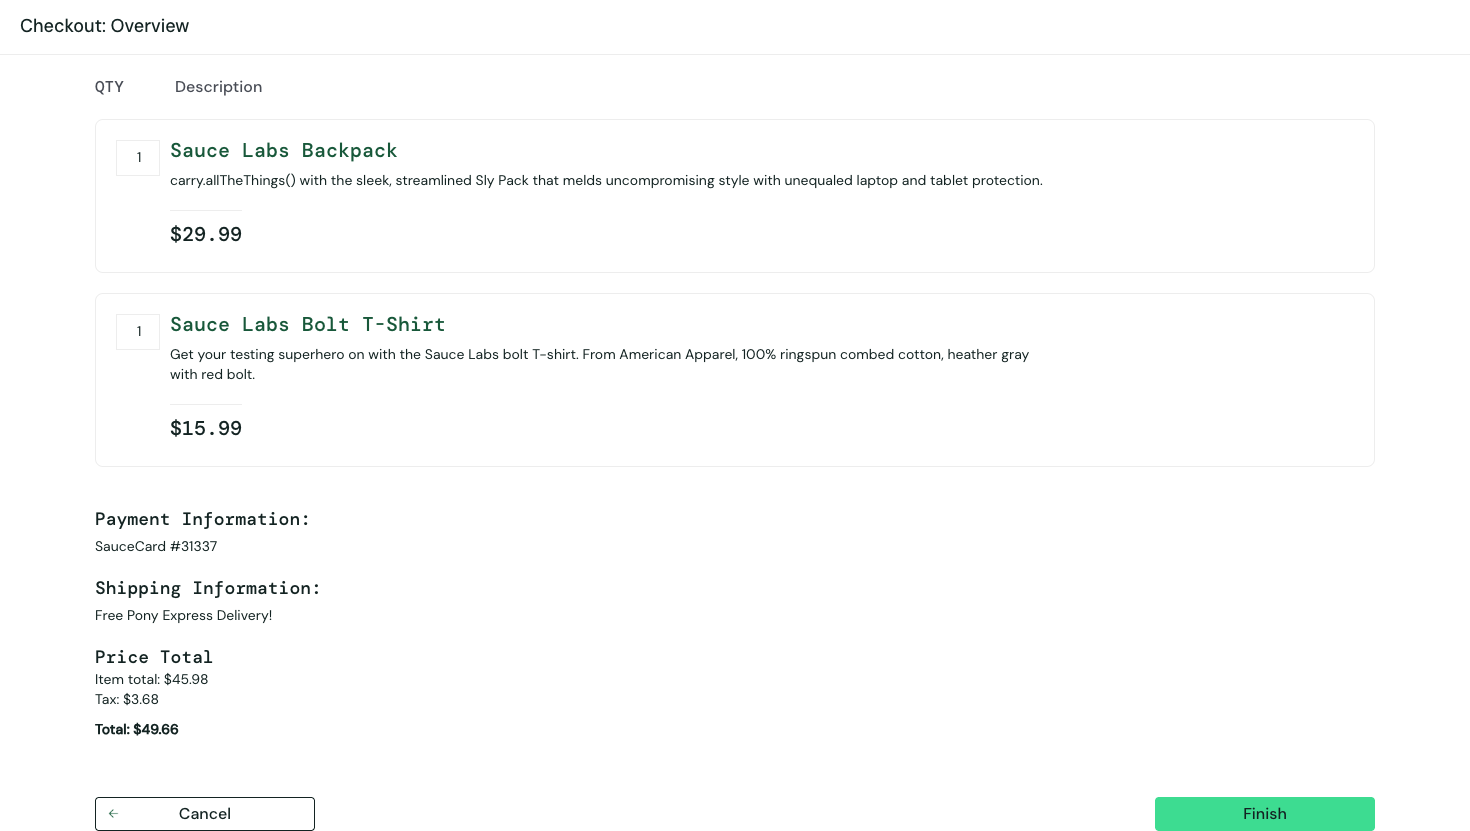 Checkout: Overview
QTY Description
1 Sauce Labs Backpack
carry.allTheThings() with the sleek, streamlined Sly Pack that melds uncompromising style with unequaled laptop and tablet protection.
$29.99
1 Sauce Labs Bolt T-Shirt
Get your testing superhero on with the Sauce Labs bolt T-shirt. From American Apparel, 100% ringspun combed cotton, heather gray
with red bolt.
$15.99
Payment Information:
SauceCard #31337
Shipping Information:
Free Pony Express Delivery!
Price Total
Item total: $45.98
Tax: $3.68
Total: $49.66
Cancel Finish